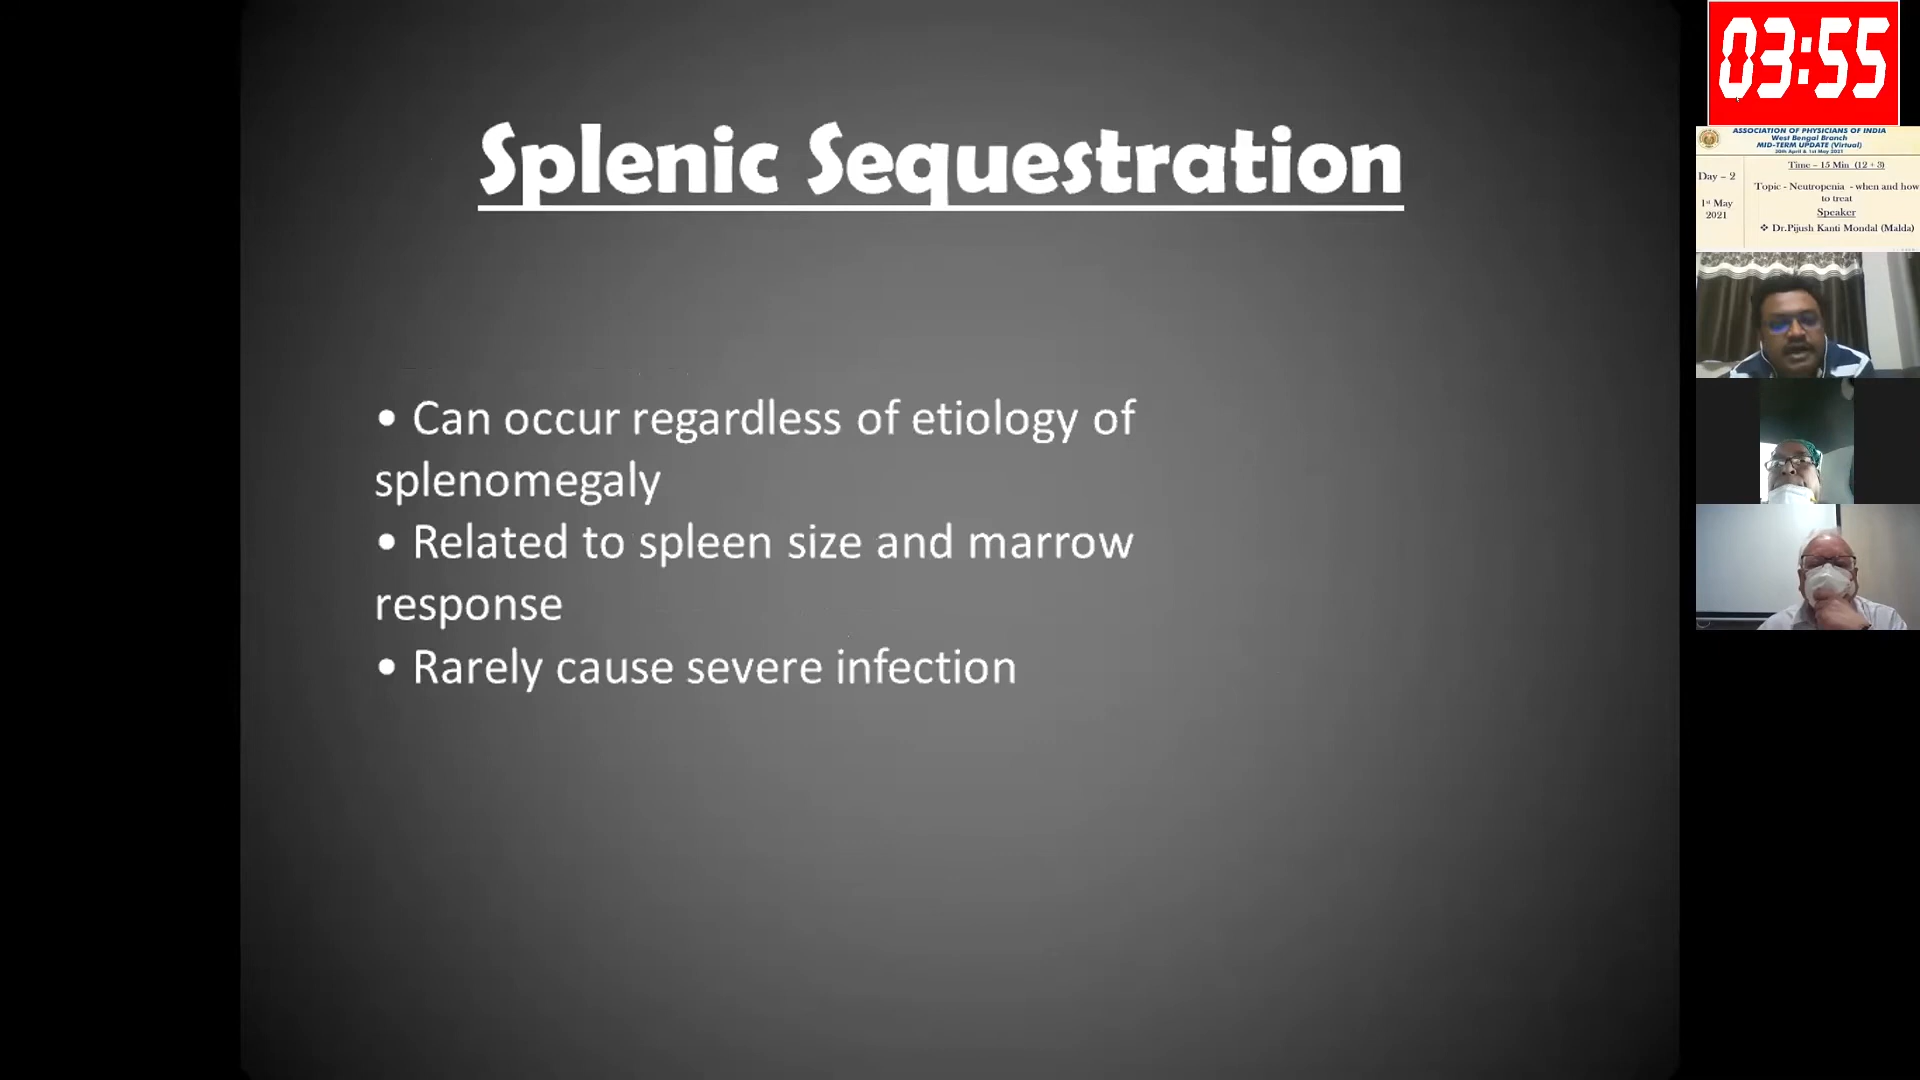 Splenic Sequestration
• Can occur regardless of etiology of
splenomegaly
• Related to spleen size and marrow
response
• Rarely cause severe infection
03:55
ASSOCIATION OF PHYSICIANS OF INDIA
West Bengal Branch
MID-TERM UPDATE (Virtual)
30th April & 1st May 2021
Day – 2
1st May
2021
Time – 15 Min (12 + 3)
Topic - Neutropenia - when and how
to treat
Speaker
❖ Dr.Pijush Kanti Mondal (Malda)